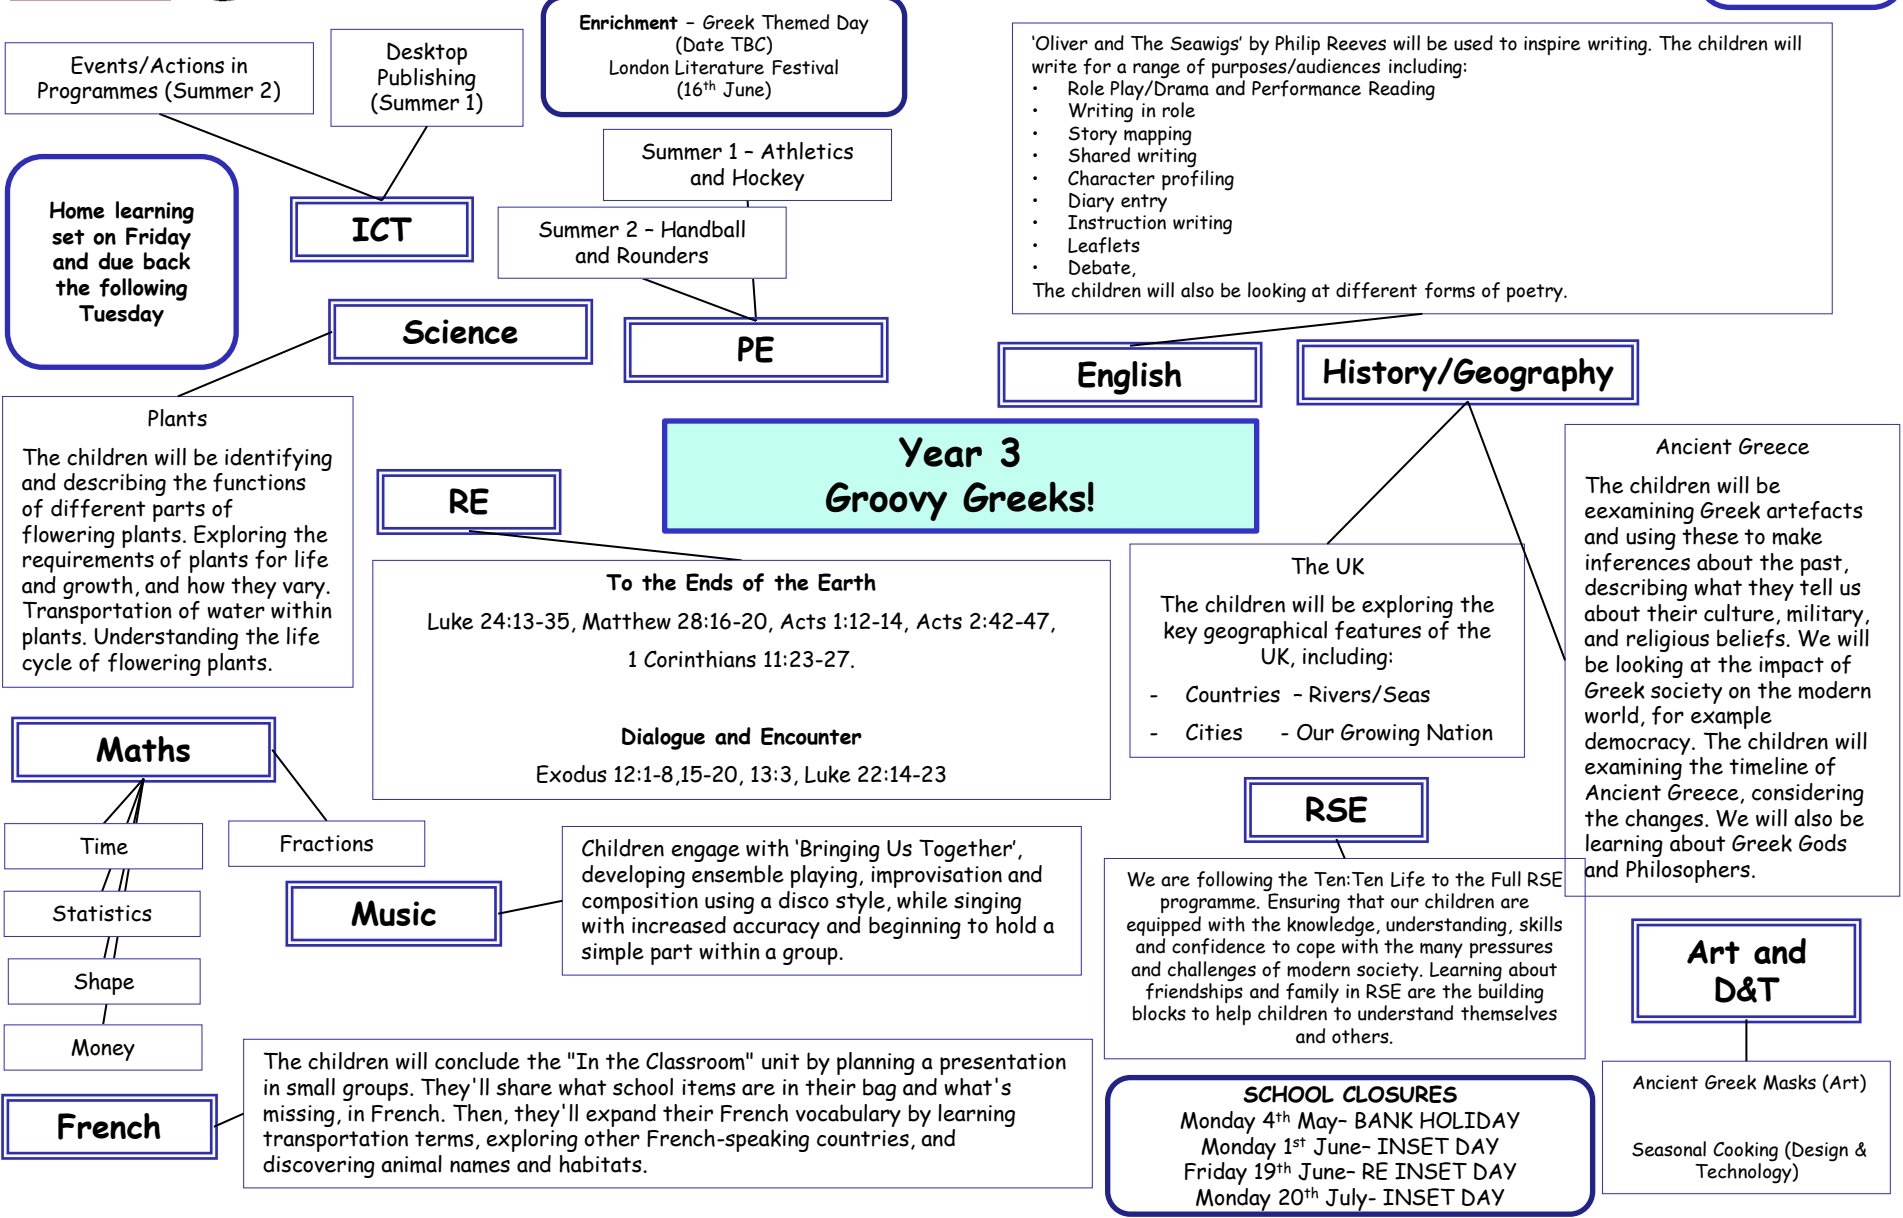 Enrichment – Greek Themed Day
(Date TBC)
London Literature Festival
(16th June)
Events/Actions in
Programmes (Summer 2)
Desktop
Publishing
(Summer 1)
ICT
Home learning
set on Friday
and due back
the following
Tuesday
Summer 1 – Athletics
and Hockey
Summer 2 – Handball
and Rounders
PE
'Oliver and The Seawigs' by Philip Reeves will be used to inspire writing. The children will
write for a range of purposes/audiences including:
• Role Play/Drama and Performance Reading
• Writing in role
• Story mapping
• Shared writing
• Character profiling
• Diary entry
• Instruction writing
• Leaflets
• Debate,
The children will also be looking at different forms of poetry.
English
History/Geography
Science
Plants
The children will be identifying
and describing the functions
of different parts of
flowering plants. Exploring the
requirements of plants for life
and growth, and how they vary.
Transportation of water within
plants. Understanding the life
cycle of flowering plants.
Year 3
Groovy Greeks!
RE
To the Ends of the Earth
Luke 24:13-35, Matthew 28:16-20, Acts 1:12-14, Acts 2:42-47,
1 Corinthians 11:23-27.
Dialogue and Encounter
Exodus 12:1-8,15-20, 13:3, Luke 22:14-23
The UK
The children will be exploring the
key geographical features of the
UK, including:
- Countries – Rivers/Seas
- Cities - Our Growing Nation
Ancient Greece
The children will be
eexamining Greek artefacts
and using these to make
inferences about the past,
describing what they tell us
about their culture, military,
and religious beliefs. We will
be looking at the impact of
Greek society on the modern
world, for example
democracy. The children will
examining the timeline of
Ancient Greece, considering
the changes. We will also be
learning about Greek Gods
and Philosophers.
Maths
Time
Statistics
Shape
Money
Fractions
Music
Children engage with 'Bringing Us Together',
developing ensemble playing, improvisation and
composition using a disco style, while singing
with increased accuracy and beginning to hold a
simple part within a group.
RSE
We are following the Ten:Ten Life to the Full RSE
programme. Ensuring that our children are
equipped with the knowledge, understanding, skills
and confidence to cope with the many pressures
and challenges of modern society. Learning about
friendships and family in RSE are the building
blocks to help children to understand themselves
and others.
Art and
D&T
Ancient Greek Masks (Art)
Seasonal Cooking (Design &
Technology)
French
The children will conclude the "In the Classroom" unit by planning a presentation
in small groups. They'll share what school items are in their bag and what's
missing, in French. Then, they'll expand their French vocabulary by learning
transportation terms, exploring other French-speaking countries, and
discovering animal names and habitats.
SCHOOL CLOSURES
Monday 4th May– BANK HOLIDAY
Monday 1st June– INSET DAY
Friday 19th June– RE INSET DAY
Monday 20th July- INSET DAY